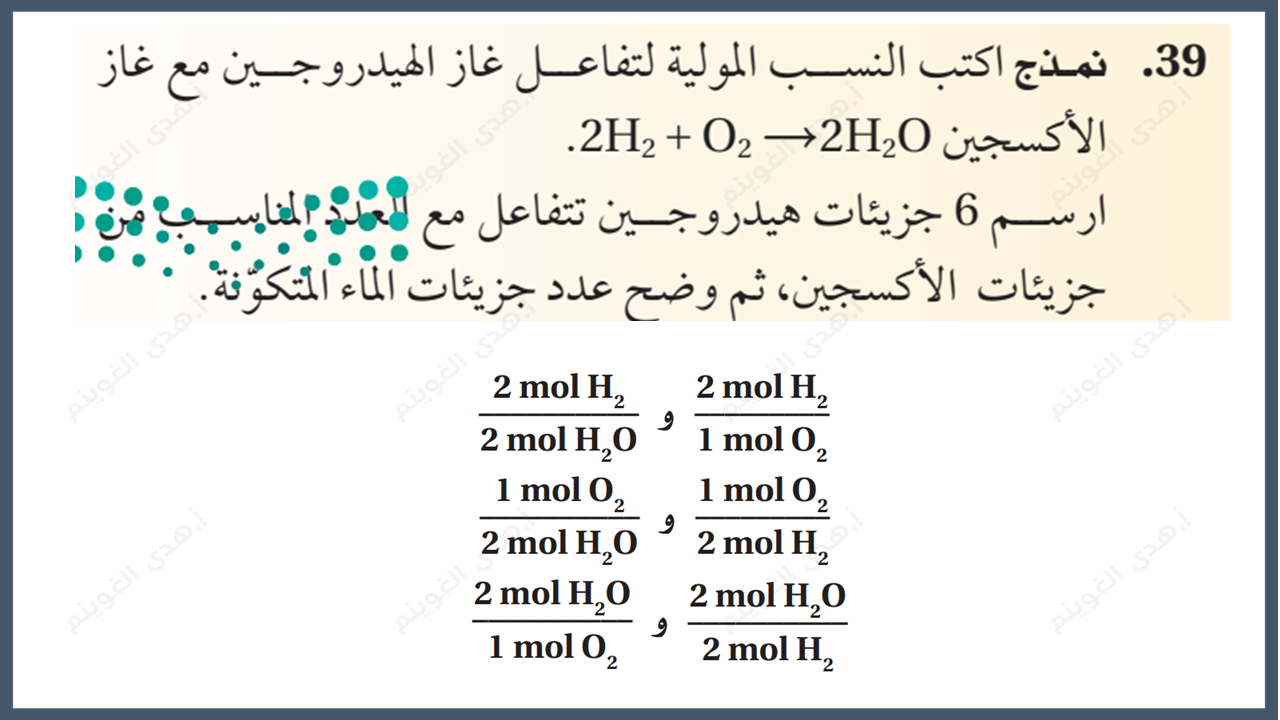 39. نمذج اكتب النسب المولية لتفاعل غاز الهيدروجين مع غاز
الأكسجين 2H₂ + O₂ ⟶ 2H₂O.
ارسم 6 جزيئات هيدروجين تتفاعل مع العدد المناسب من
جزيئات الأكسجين، ثم وضح عدد جزيئات الماء المتكوّنة.
2 mol H₂ / 1 mol O₂ و 2 mol H₂ / 2 mol H₂O
1 mol O₂ / 2 mol H₂ و 1 mol O₂ / 2 mol H₂O
2 mol H₂O / 2 mol H₂ و 2 mol H₂O / 1 mol O₂
أ.هدى الغوينم